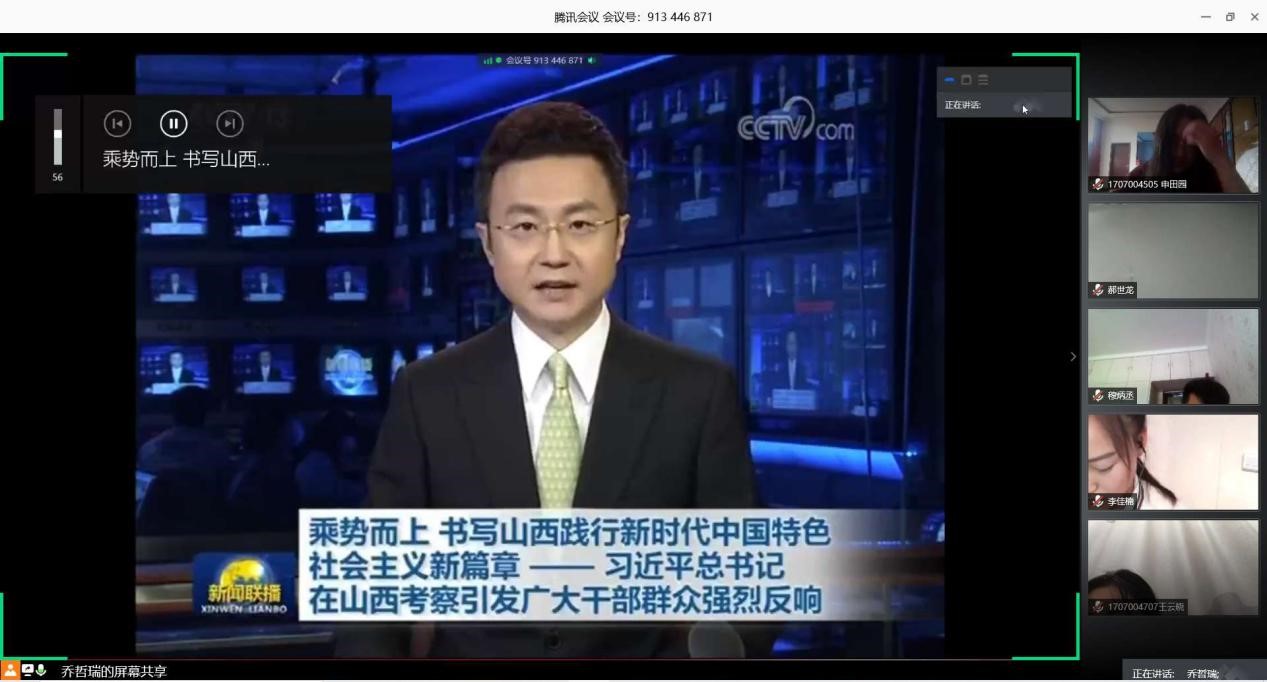 腾讯会议 会议号：913 446 871
会议号 913 446 871
正在讲话:
56
乘势而上 书写山西...
CCTV.com
乘势而上 书写山西践行新时代中国特色
社会主义新篇章 —— 习近平总书记
在山西考察引发广大干部群众强烈反响
新闻联播
XINWEN LIANBO
1707004505 申田园
郝世龙
穆炳丞
李佳楠
1707004707王云晓
乔哲瑞的屏幕共享
正在讲话: 乔哲瑞;